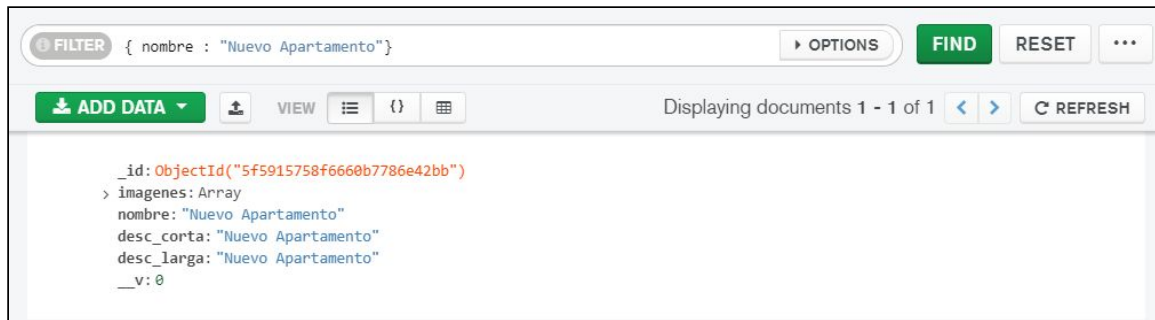 FILTER { nombre : "Nuevo Apartamento"} OPTIONS FIND RESET ...
ADD DATA VIEW {} Displaying documents 1 - 1 of 1 < > REFRESH
_id: ObjectId("5f5915758f6660b7786e42bb")
> imagenes: Array
nombre: "Nuevo Apartamento"
desc_corta: "Nuevo Apartamento"
desc_larga: "Nuevo Apartamento"
__v: 0